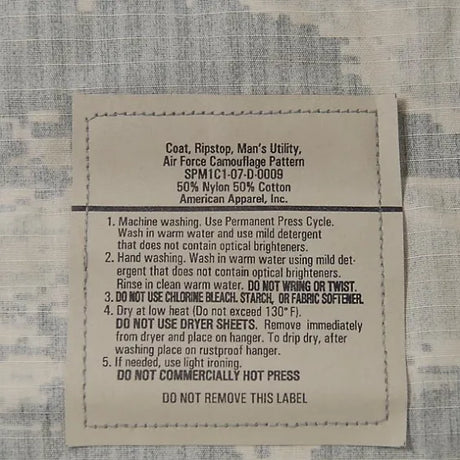 Coat, Ripstop, Man's Utility,
Air Force Camouflage Pattern
SPM1C1-07-D-0009
50% Nylon 50% Cotton
American Apparel, Inc.
1. Machine washing. Use Permanent Press Cycle.
Wash in warm water and use mild detergent
that does not contain optical brighteners.
2. Hand washing. Wash in warm water using mild det-
ergent that does not contain optical brighteners.
Rinse in clean warm water. DO NOT WRING OR TWIST.
3. DO NOT USE CHLORINE BLEACH. STARCH, OR FABRIC SOFTENER.
4. Dry at low heat (Do not exceed 130° F).
DO NOT USE DRYER SHEETS. Remove immediately
from dryer and place on hanger. To drip dry, after
washing place on rustproof hanger.
5. If needed, use light ironing.
DO NOT COMMERCIALLY HOT PRESS
DO NOT REMOVE THIS LABEL